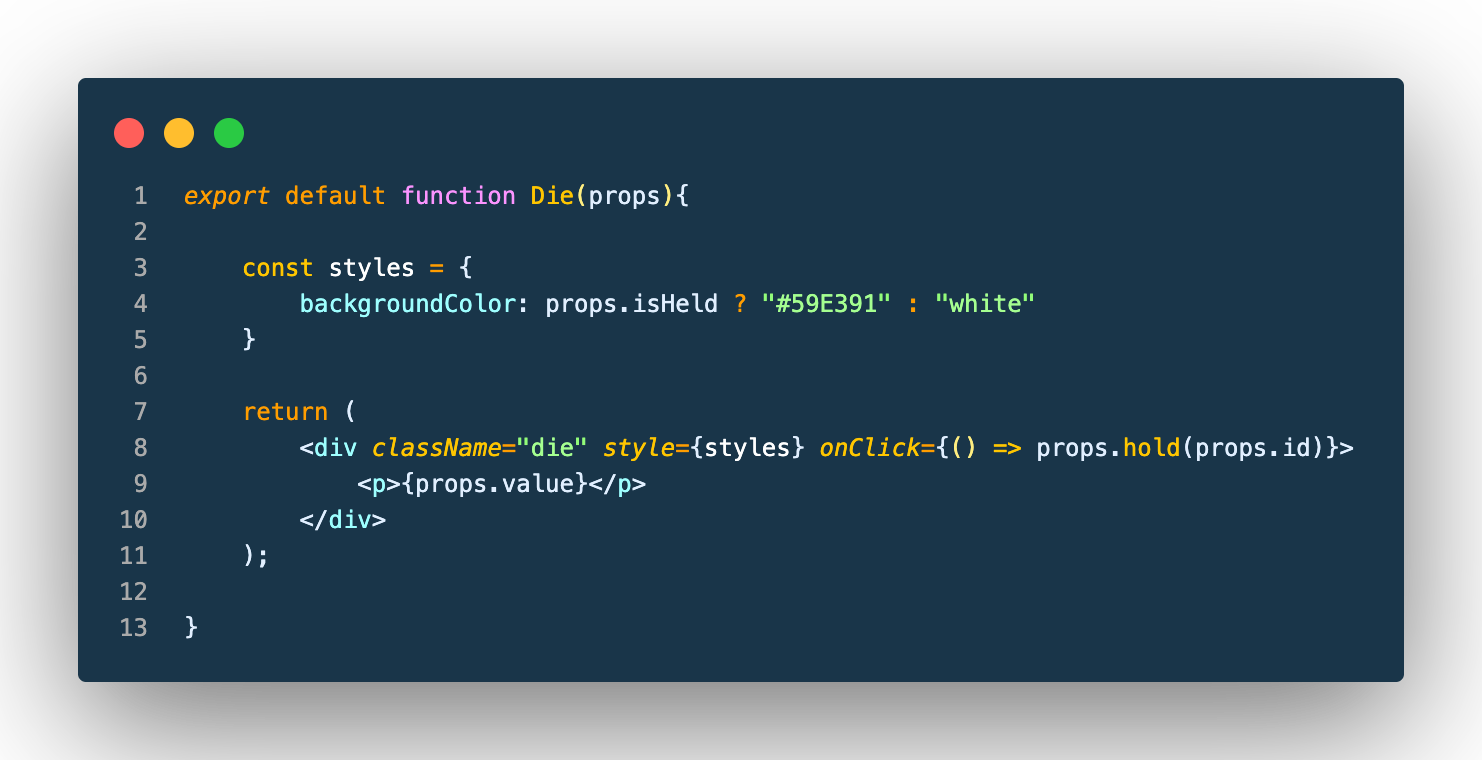 1 export default function Die(props){
2
3     const styles = {
4         backgroundColor: props.isHeld ? "#59E391" : "white"
5     }
6
7     return (
8         <div className="die" style={styles} onClick={() => props.hold(props.id)}>
9             <p>{props.value}</p>
10         </div>
11     );
12
13 }